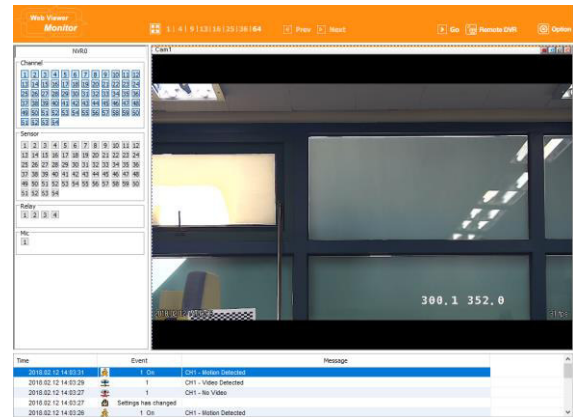 Web Viewer
Monitor
1 | 4 | 9 | 13 | 16 | 25 | 36 | 64
Prev
Next
Go
Remote DVR
Option
NVR0
Cam1
Channel
1 2 3 4 5 6 7 8 9 10 11 12
13 14 15 16 17 18 19 20 21 22 23 24
25 26 27 28 29 30 31 32 33 34 35 36
37 38 39 40 41 42 43 44 45 46 47 48
49 50 51 52 53 54 55 56 57 58 59 60
61 62 63 64
Sensor
1 2 3 4 5 6 7 8 9 10 11 12
13 14 15 16 17 18 19 20 21 22 23 24
25 26 27 28 29 30 31 32 33 34 35 36
37 38 39 40 41 42 43 44 45 46 47 48
49 50 51 52 53 54 55 56 57 58 59 60
61 62 63 64
Relay
1 2 3 4
Mic
1
300.1 352.0
2018.02.12
Time Event Message
2018.02.12 14:03:31 1 On CH1 - Motion Detected
2018.02.12 14:03:29 1 CH1 - Video Detected
2018.02.12 14:03:27 1 CH1 - No Video
2018.02.12 14:03:27 Settings has changed
2018.02.12 14:03:26 1 On CH1 - Motion Detected